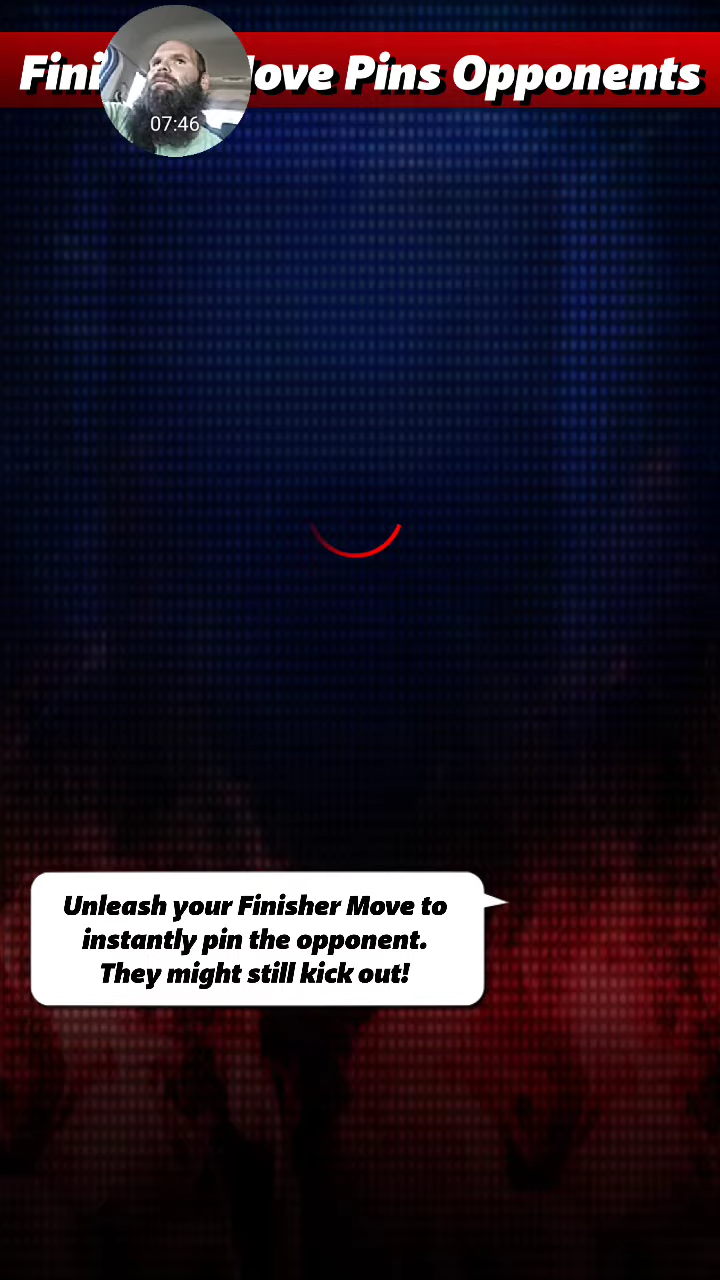 Fini ove Pins Opponents
07:46
Unleash your Finisher Move to
instantly pin the opponent.
They might still kick out!